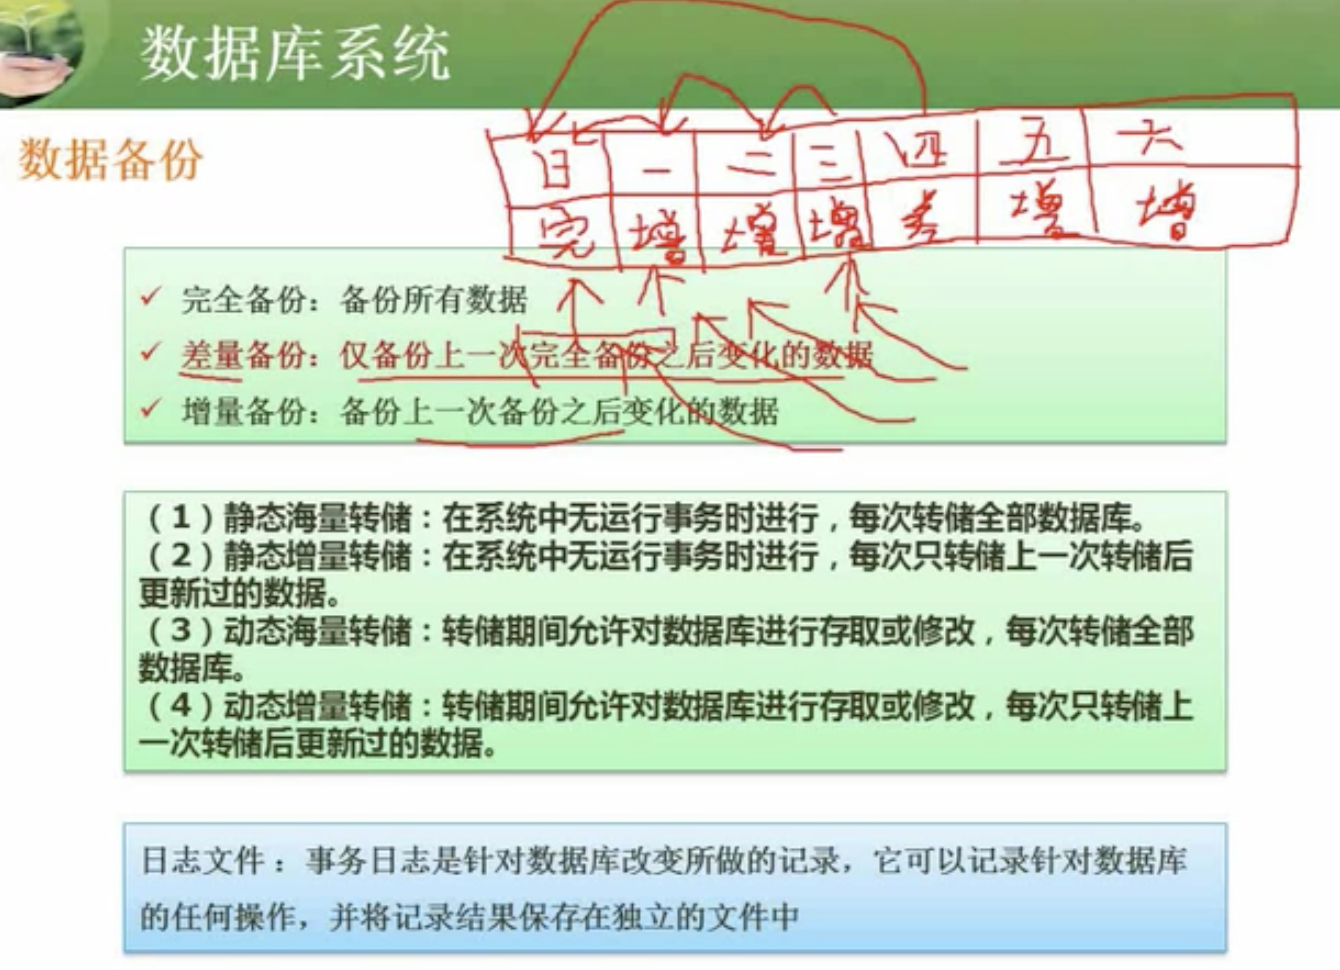 数据库系统
数据备份
日 一 二 三 四 五 六
完 增 增 增 差 增 增
✓ 完全备份：备份所有数据
✓ 差量备份：仅备份上一次完全备份之后变化的数据
✓ 增量备份：备份上一次备份之后变化的数据
（1）静态海量转储：在系统中无运行事务时进行，每次转储全部数据库。
（2）静态增量转储：在系统中无运行事务时进行，每次只转储上一次转储后
更新过的数据。
（3）动态海量转储：转储期间允许对数据库进行存取或修改，每次转储全部
数据库。
（4）动态增量转储：转储期间允许对数据库进行存取或修改，每次只转储上
一次转储后更新过的数据。
日志文件：事务日志是针对数据库改变所做的记录，它可以记录针对数据库
的任何操作，并将记录结果保存在独立的文件中